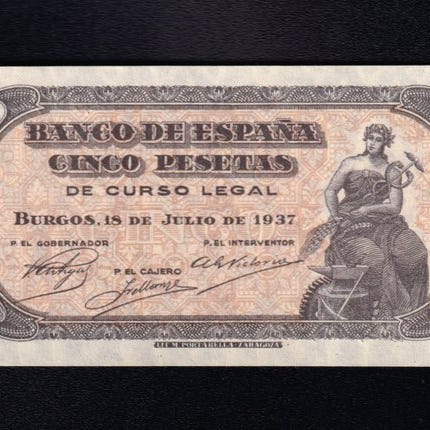 BANCO DE ESPAÑA
CINCO PESETAS
DE CURSO LEGAL
BURGOS, 18 DE JULIO DE 1937
P. EL GOBERNADOR
P. EL INTERVENTOR
P. EL CAJERO
LIT. M. PORTABELLA - ZARAGOZA